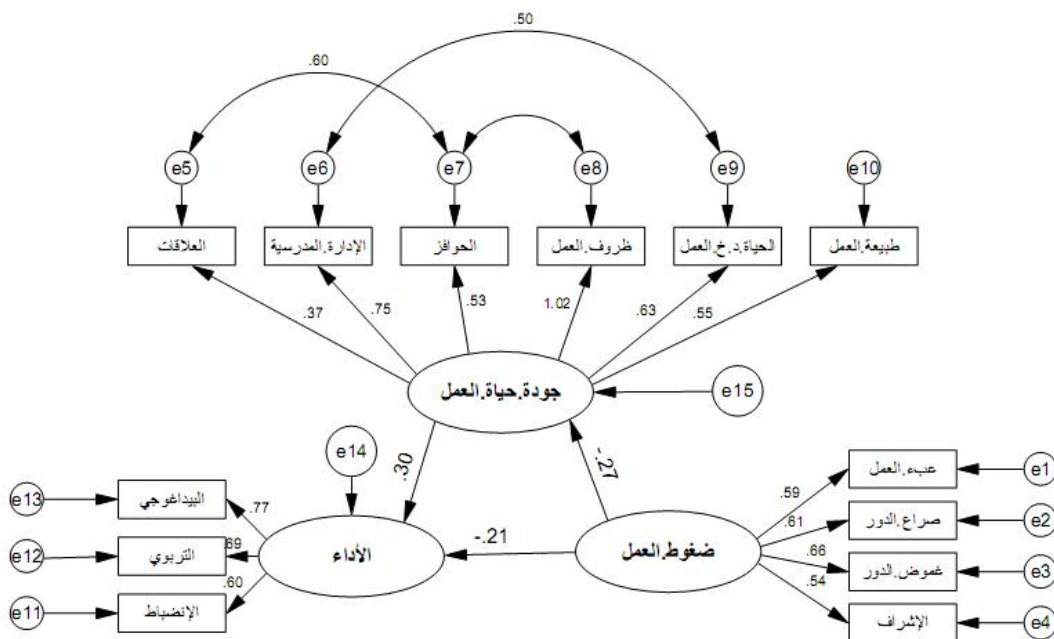 .50
.60
e5
e6
e7
e8
e9
e10
العلاقات
الإدارة.المدرسية
الحوافز
ظروف.العمل
الحياة.د.خ.العمل
طبيعة.العمل
.37
.75
.53
1.02
.63
.55
جودة.حياة.العمل
e15
e14
.30
-.27
e13
البيداغوجي
.77
e12
التربوي
.69
e11
الإنضباط
.60
الأداء
-.21
ضغوط.العمل
.59
عبء.العمل
e1
.61
صراع.الدور
e2
.66
غموض.الدور
e3
.54
الإشراف
e4